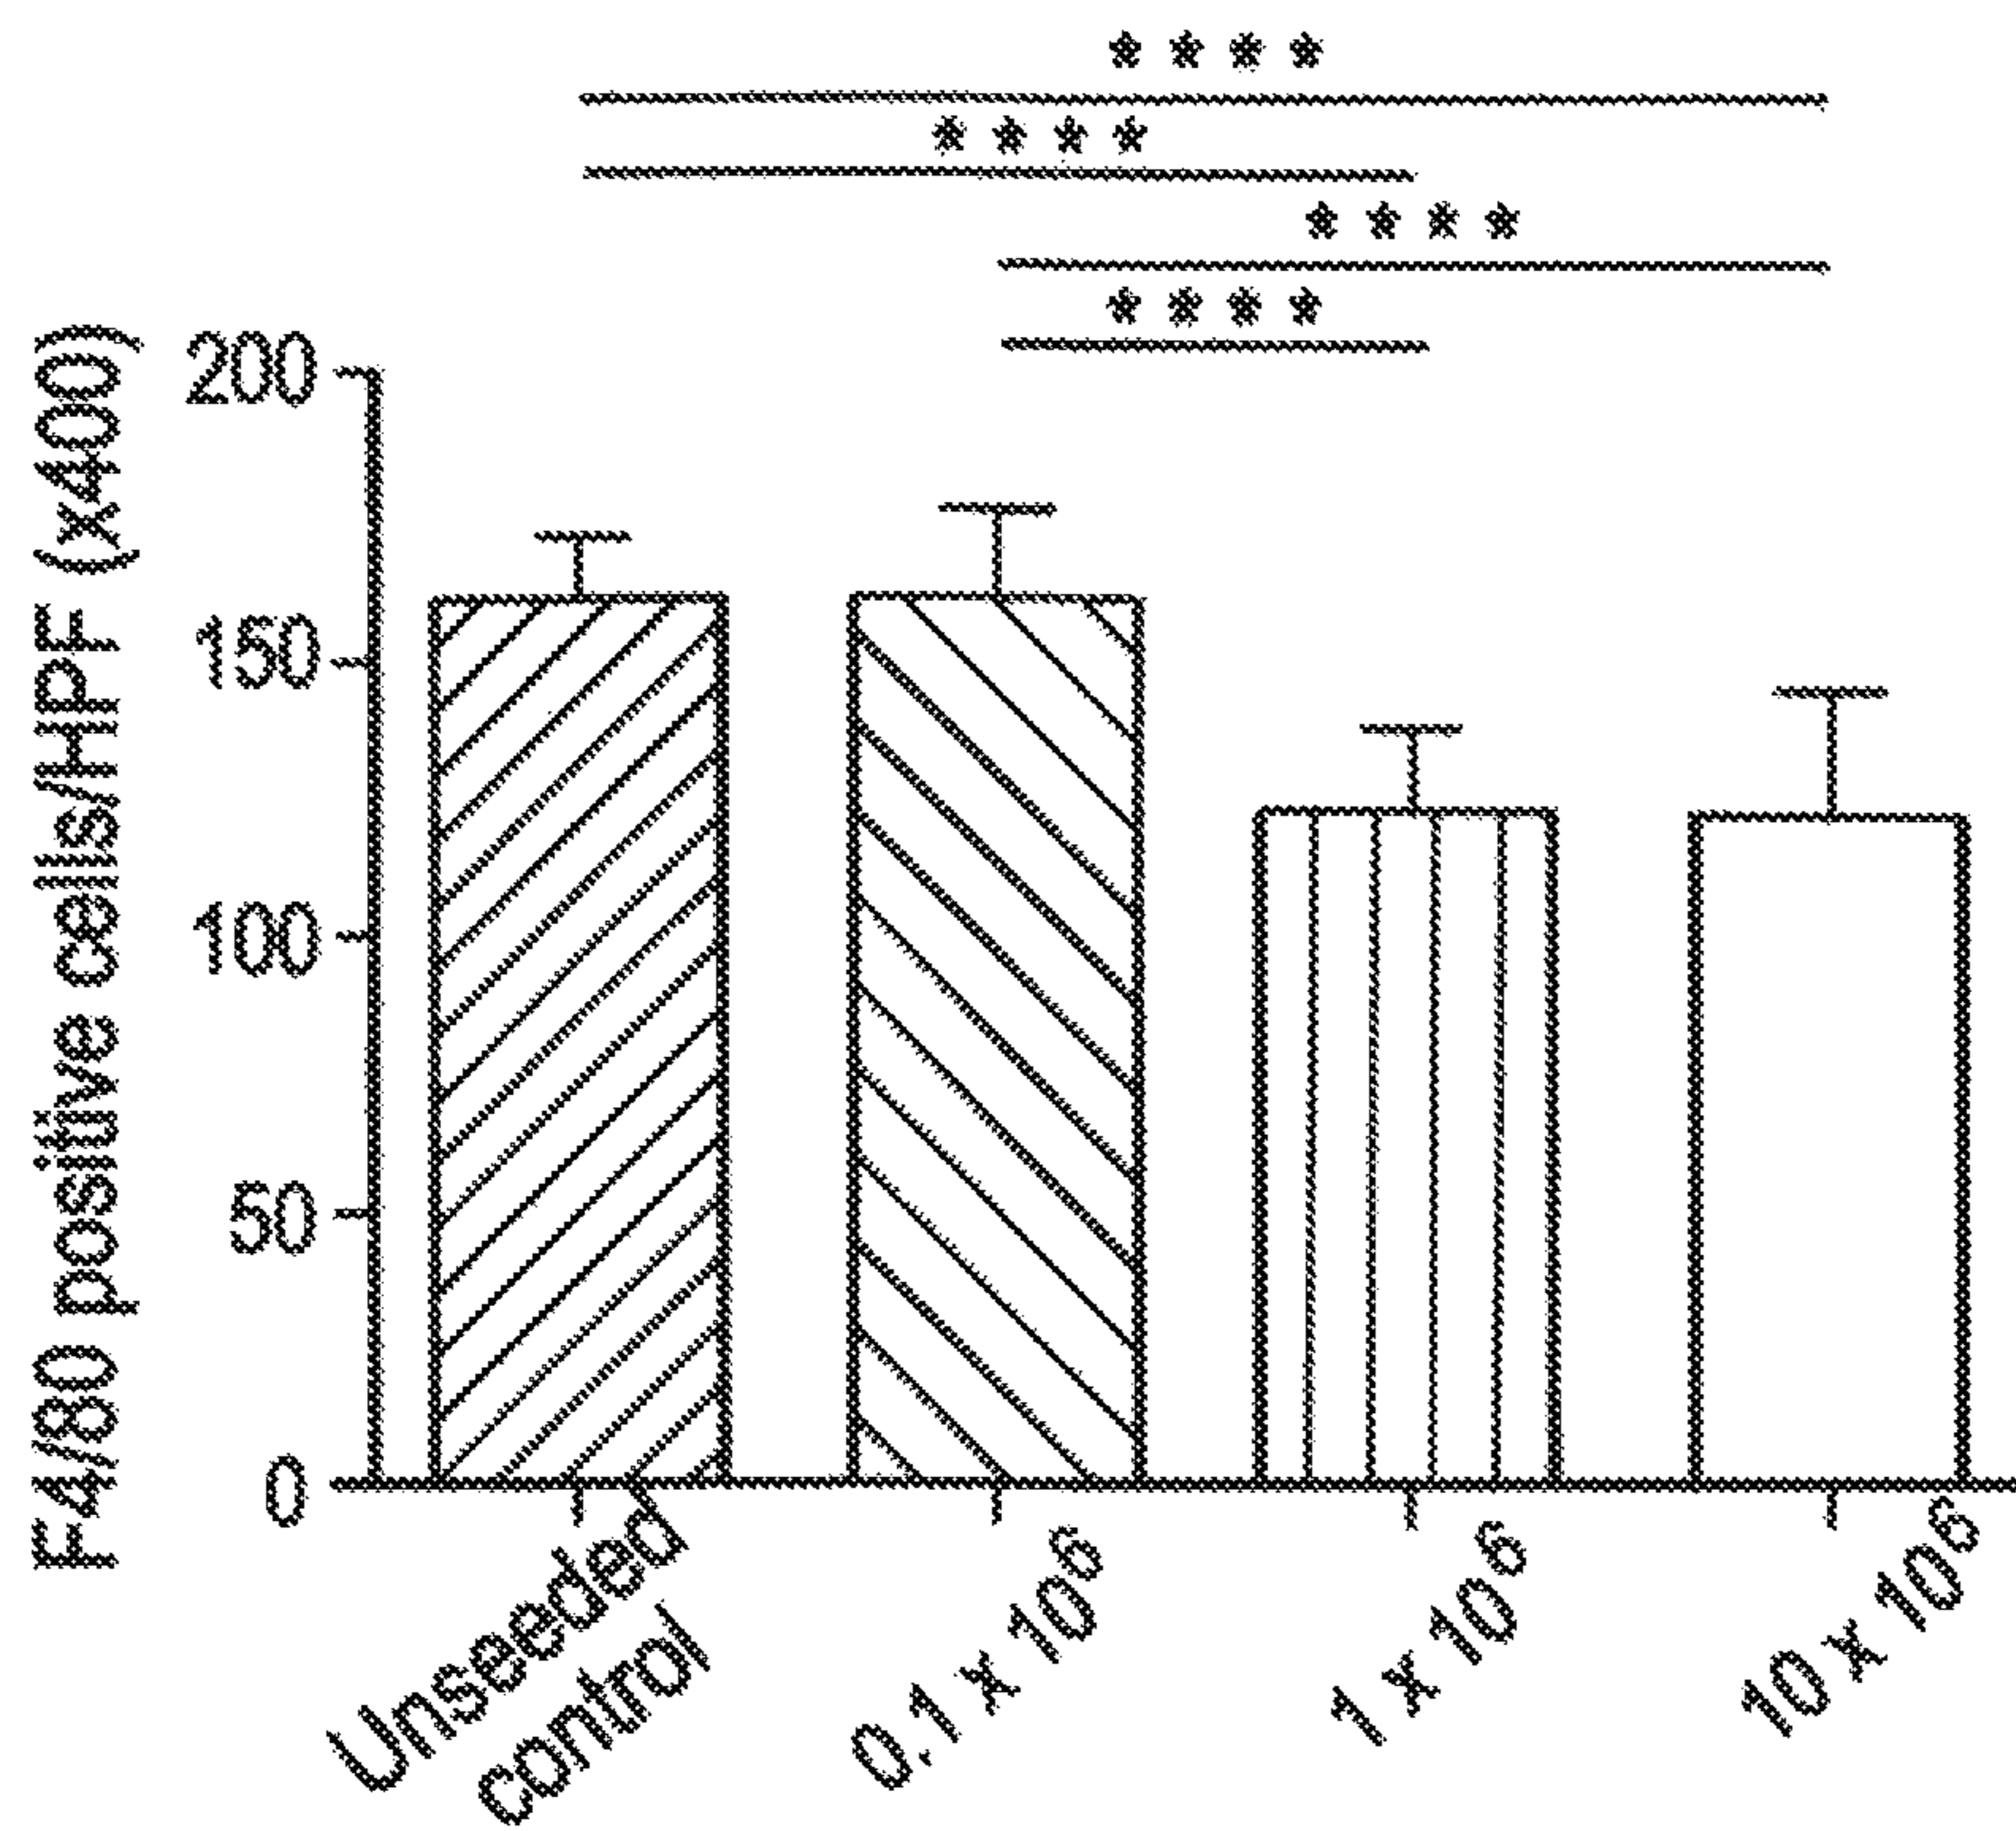 ****
****
****
****
F4/80 positive cells/HPF (x400)
200
150
100
50
0
Unseeded
control
0.1 x 10⁶
1 x 10⁶
10 x 10⁶